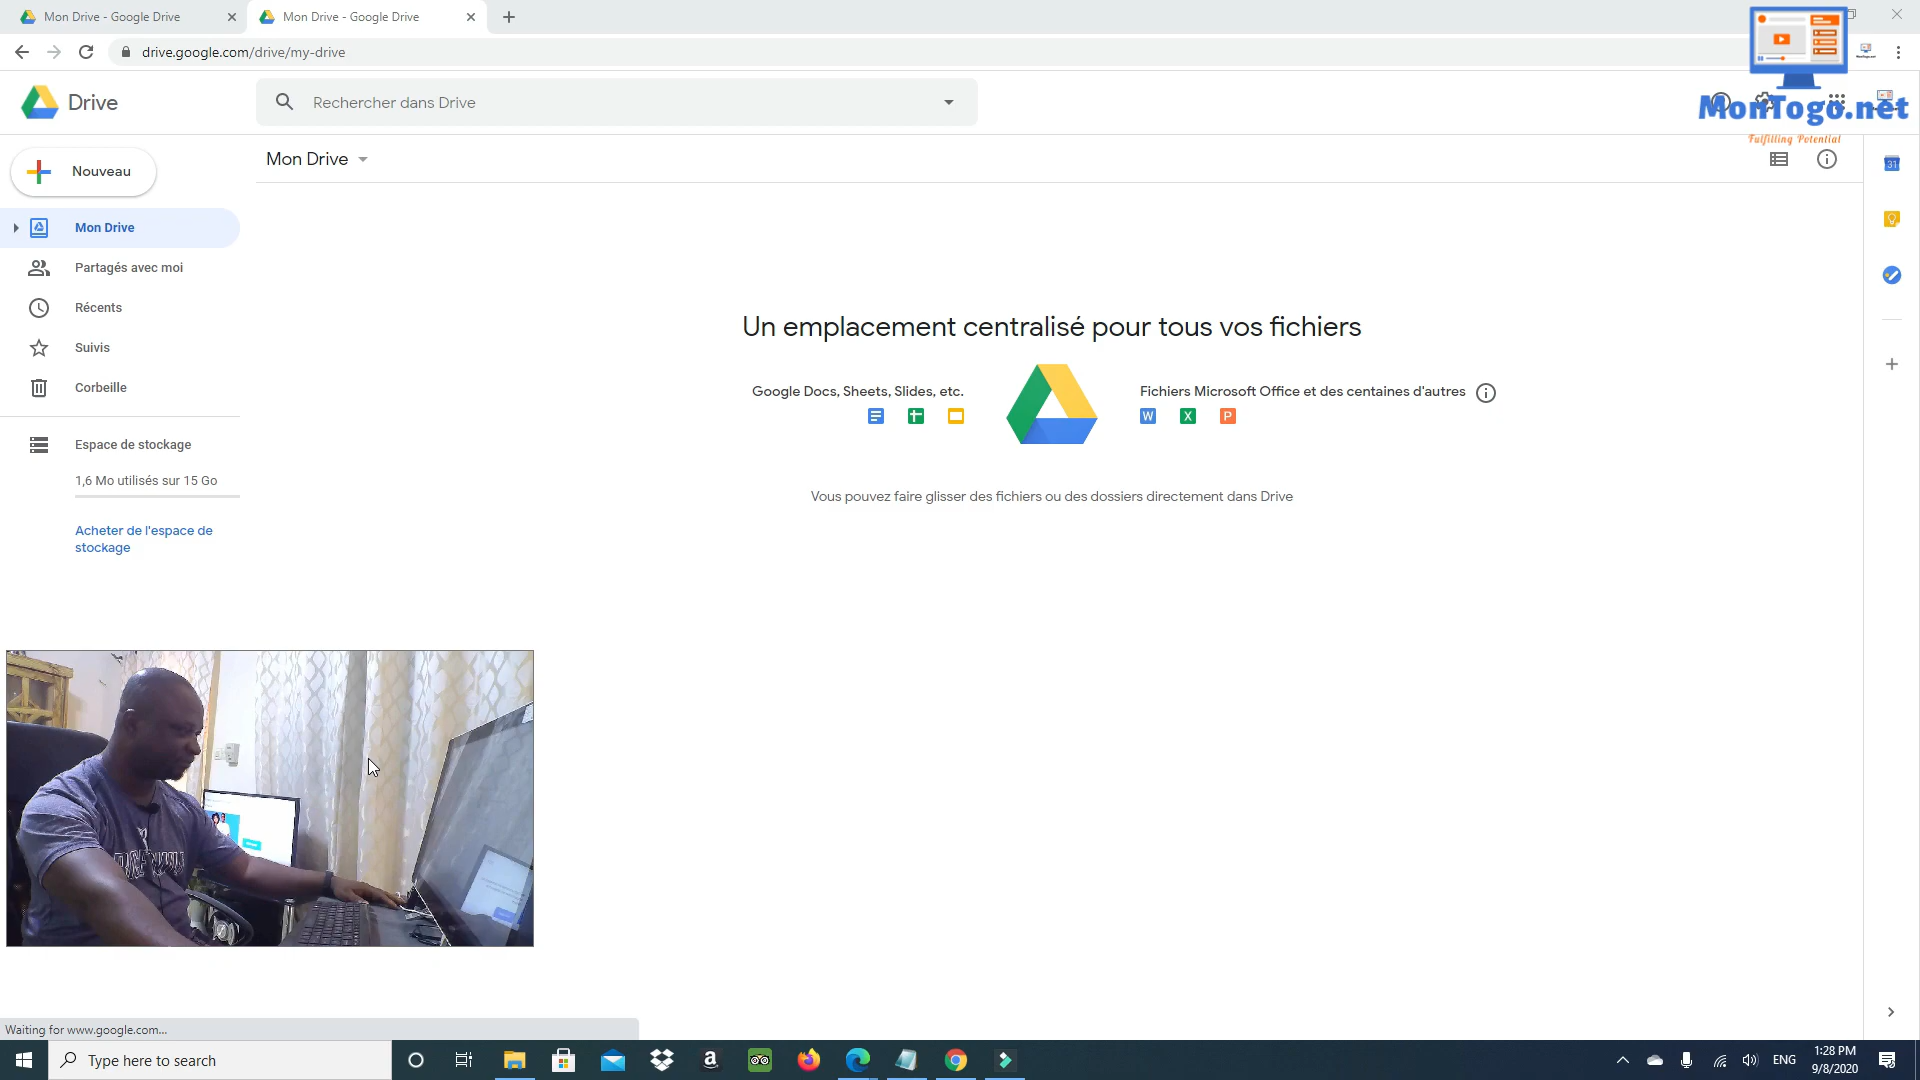 Mon Drive - Google Drive
Mon Drive - Google Drive
drive.google.com/drive/my-drive
Drive
Rechercher dans Drive
MonTogo.net
Fulfilling Potential
Nouveau
Mon Drive
31
Mon Drive
Partagés avec moi
Récents
Suivis
Corbeille
Espace de stockage
1,6 Mo utilisés sur 15 Go
Acheter de l'espace de
stockage
Un emplacement centralisé pour tous vos fichiers
Google Docs, Sheets, Slides, etc.
Fichiers Microsoft Office et des centaines d'autres
W X P
Vous pouvez faire glisser des fichiers ou des dossiers directement dans Drive
Waiting for www.google.com...
Type here to search
ENG
1:28 PM
9/8/2020